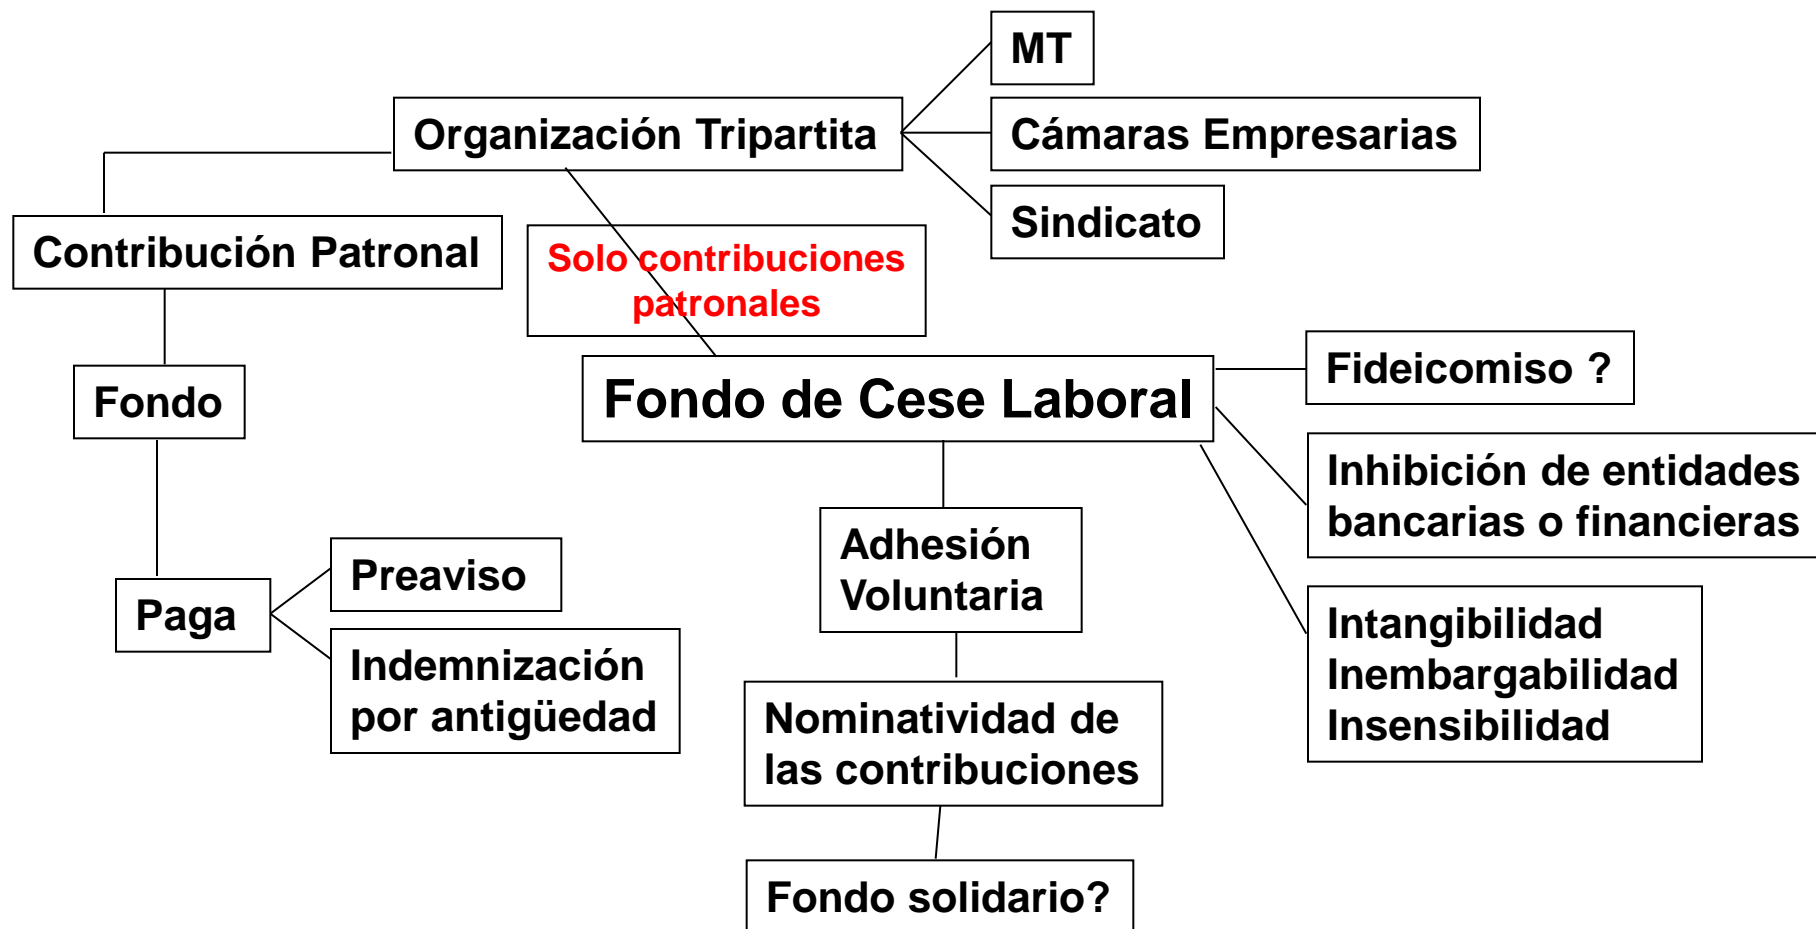 MT
Organización Tripartita
Cámaras Empresarias
Sindicato
Contribución Patronal
Solo contribuciones
patronales
Fondo
Fondo de Cese Laboral
Fideicomiso ?
Inhibición de entidades
bancarias o financieras
Adhesión
Voluntaria
Preaviso
Paga
Indemnización
por antigüedad
Intangibilidad
Inembargabilidad
Insensibilidad
Nominatividad de
las contribuciones
Fondo solidario?